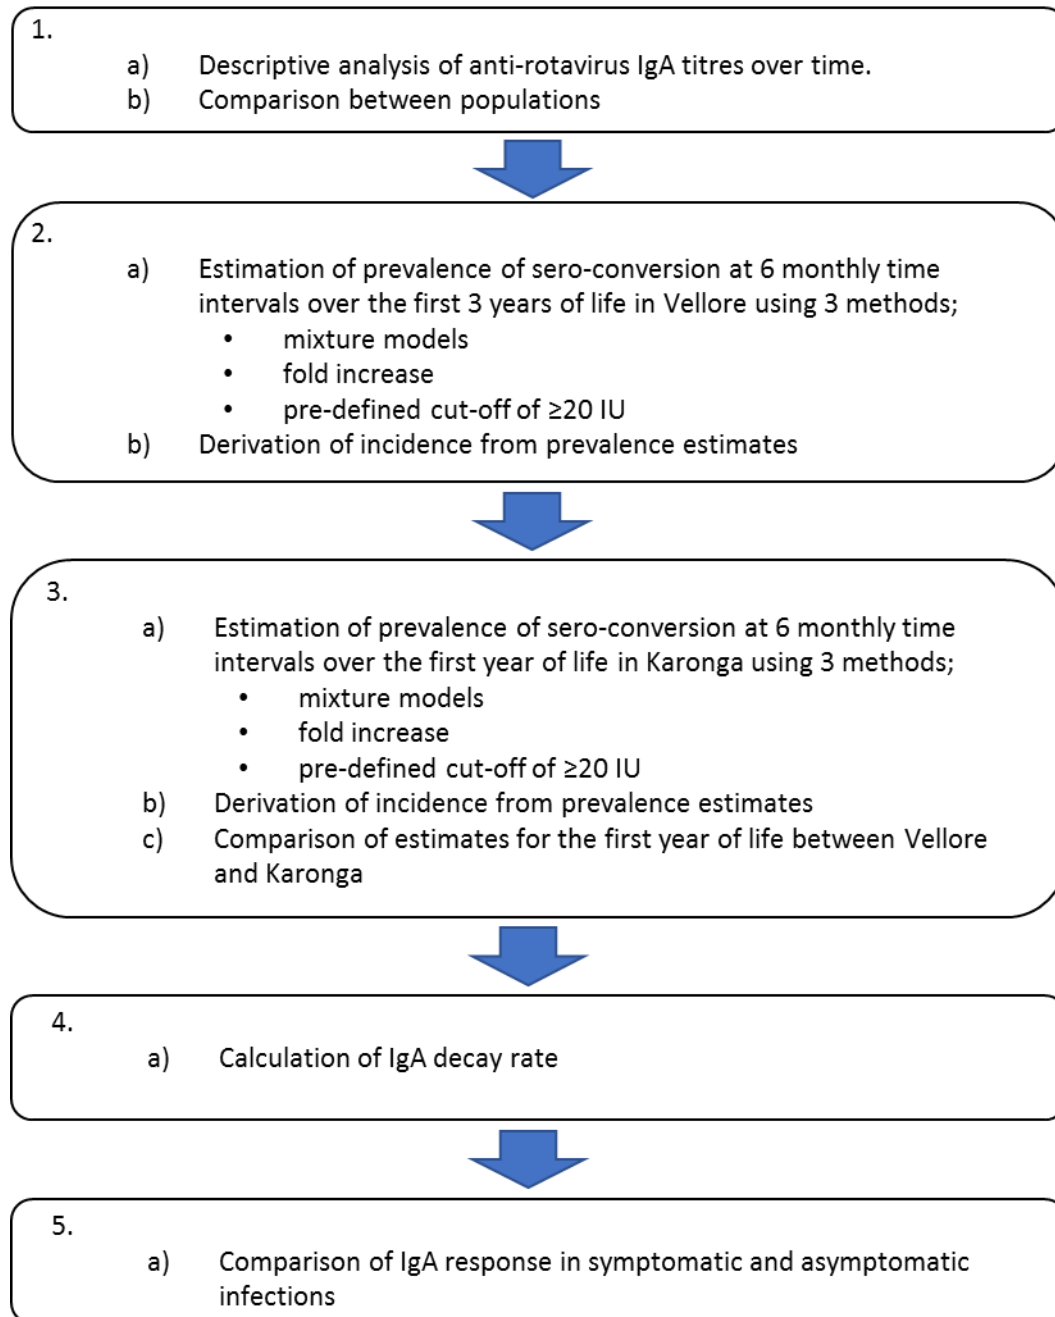 1.
a) Descriptive analysis of anti-rotavirus IgA titres over time.
b) Comparison between populations
2.
a) Estimation of prevalence of sero-conversion at 6 monthly time
intervals over the first 3 years of life in Vellore using 3 methods;
• mixture models
• fold increase
• pre-defined cut-off of ≥20 IU
b) Derivation of incidence from prevalence estimates
3.
a) Estimation of prevalence of sero-conversion at 6 monthly time
intervals over the first year of life in Karonga using 3 methods;
• mixture models
• fold increase
• pre-defined cut-off of ≥20 IU
b) Derivation of incidence from prevalence estimates
c) Comparison of estimates for the first year of life between Vellore
and Karonga
4.
a) Calculation of IgA decay rate
5.
a) Comparison of IgA response in symptomatic and asymptomatic
infections